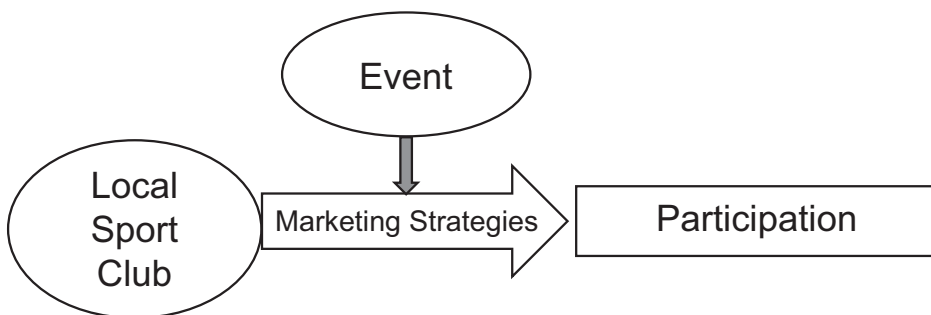 Event
Local
Sport
Club
Marketing Strategies
Participation